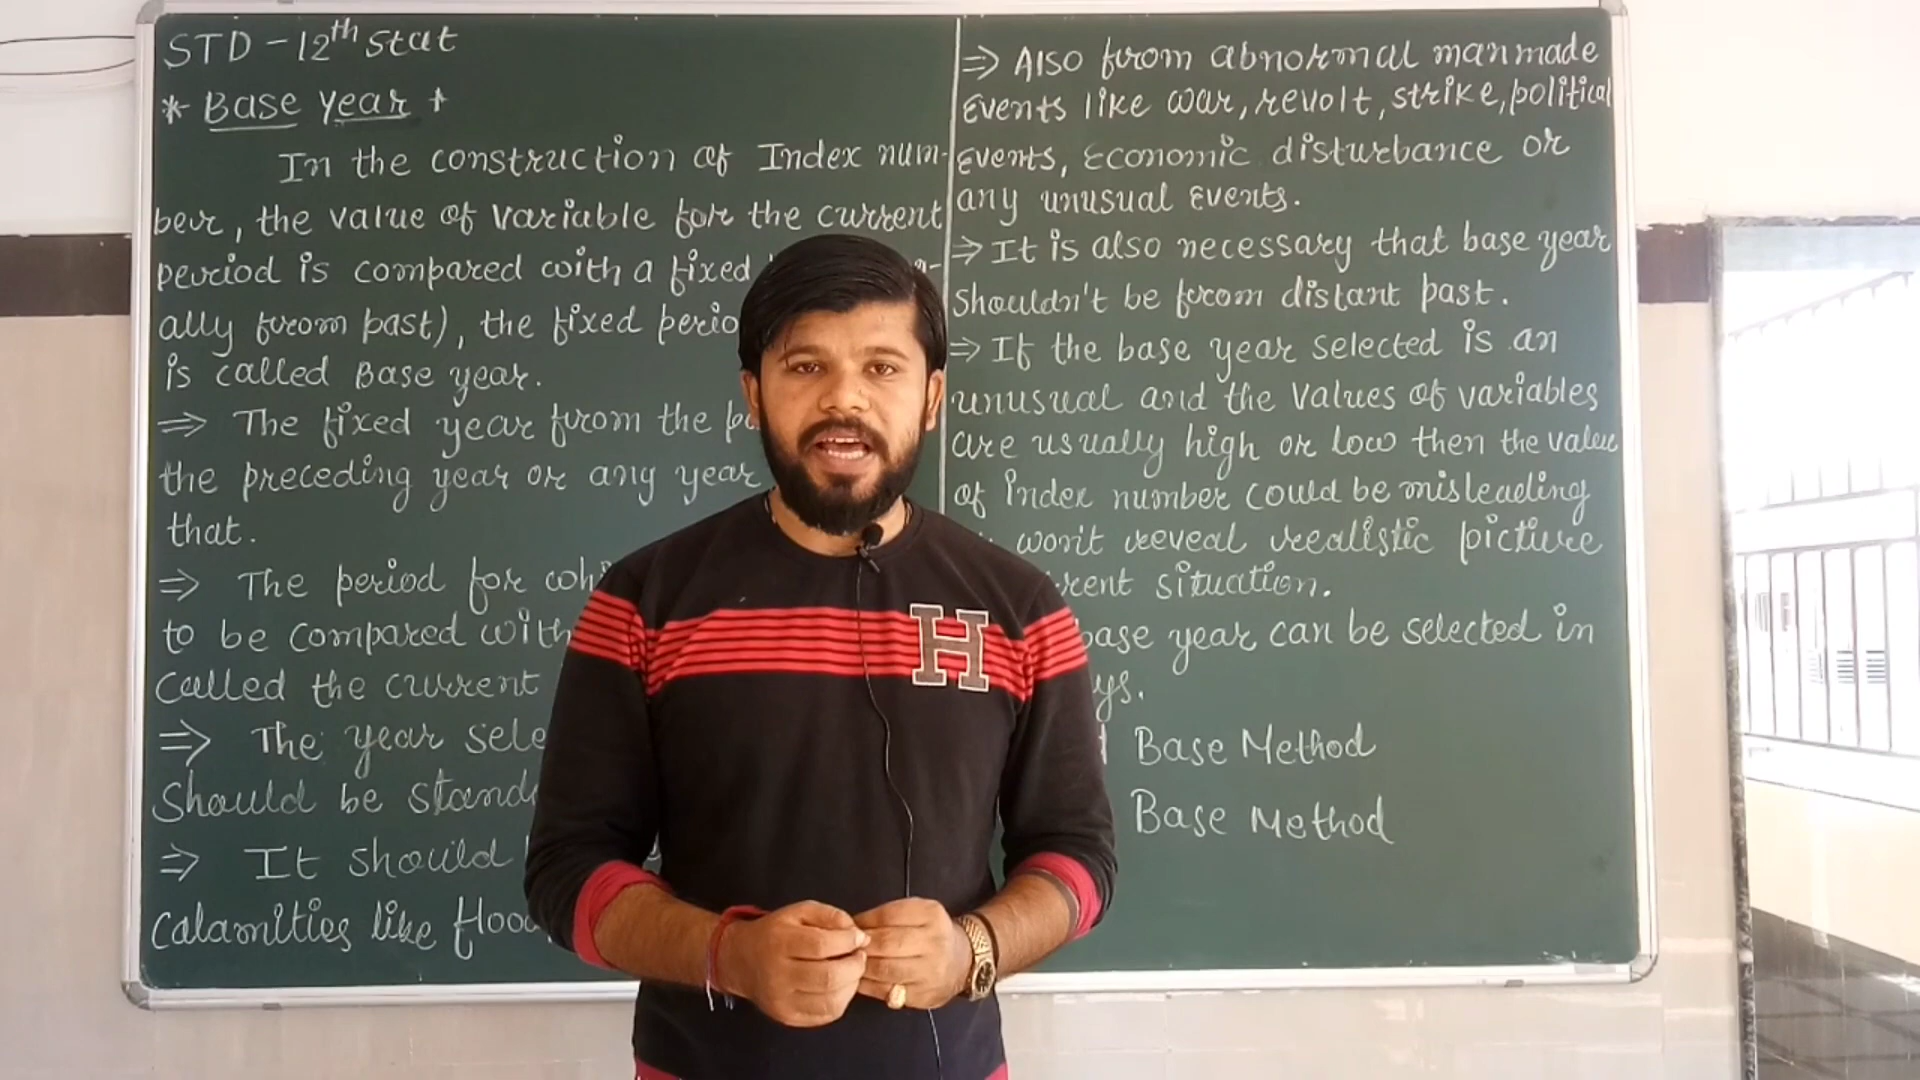 STD - 12th Stat
* Base Year *
In the construction of Index num-
ber, the value of variable for the current
period is compared with a fixed
ally from past), the fixed perio
is called Base year.
⇒ The fixed year from the
the preceding year or any year
that.
⇒ The period for
to be compared with
called the current
⇒ The year sele
should be stand
⇒ It should
calamities like floo
⇒ Also from abnormal manmade
events like war, revolt, strike, political
events, Economic disturbance or
any unusual events.
⇒ It is also necessary that base year
shouldn't be from distant past.
⇒ If the base year selected is an
unusual and the values of variables
are usually high or low then the value
of index number could be misleading
won't reveal realistic picture
rrent situation.
base year can be selected in
ys.
Base Method
Base Method
H